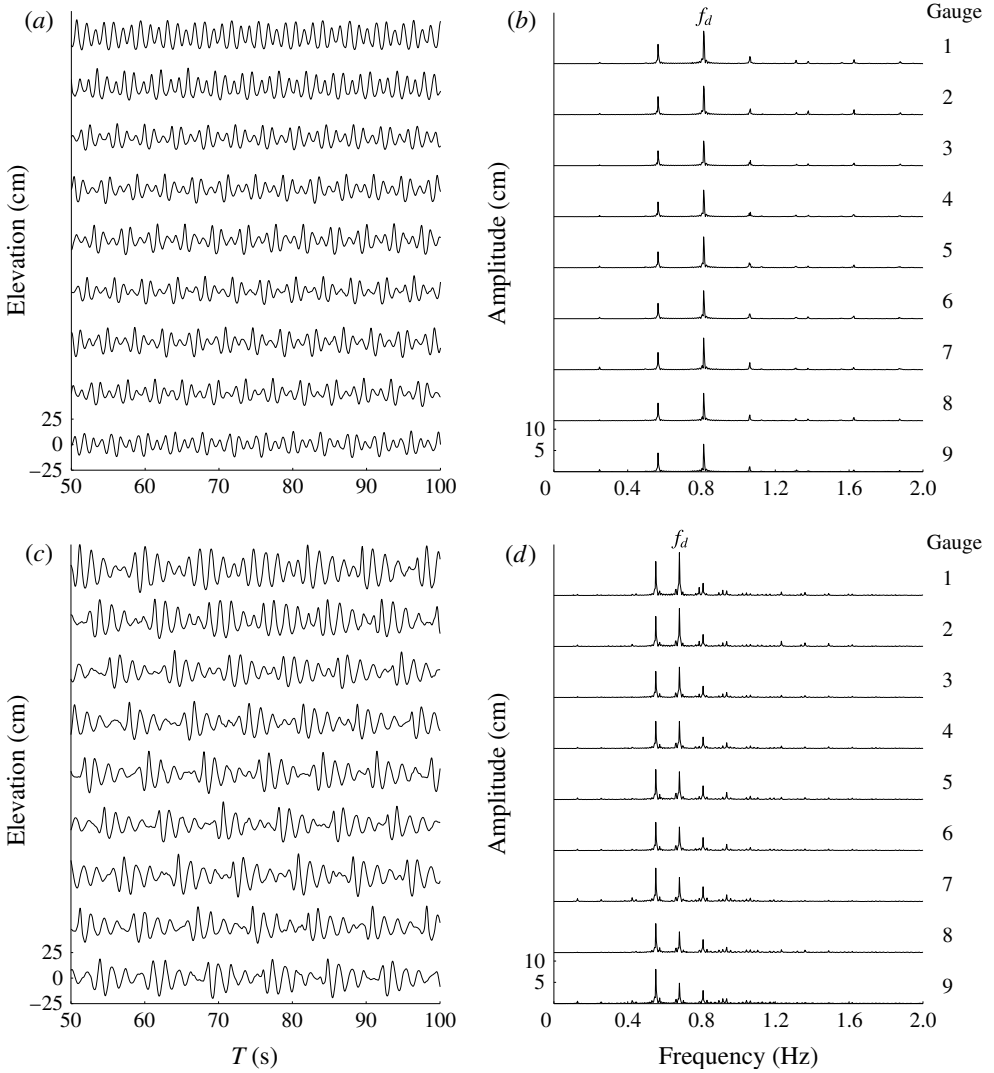 (a)
(b)
f_d
Gauge
1
2
3
4
5
6
7
8
9
Elevation (cm)
25
0
−25
50 60 70 80 90 100
Amplitude (cm)
10
5
0 0.4 0.8 1.2 1.6 2.0
(c)
(d)
f_d
Gauge
1
2
3
4
5
6
7
8
9
Elevation (cm)
25
0
−25
50 60 70 80 90 100
T (s)
Amplitude (cm)
10
5
0 0.4 0.8 1.2 1.6 2.0
Frequency (Hz)